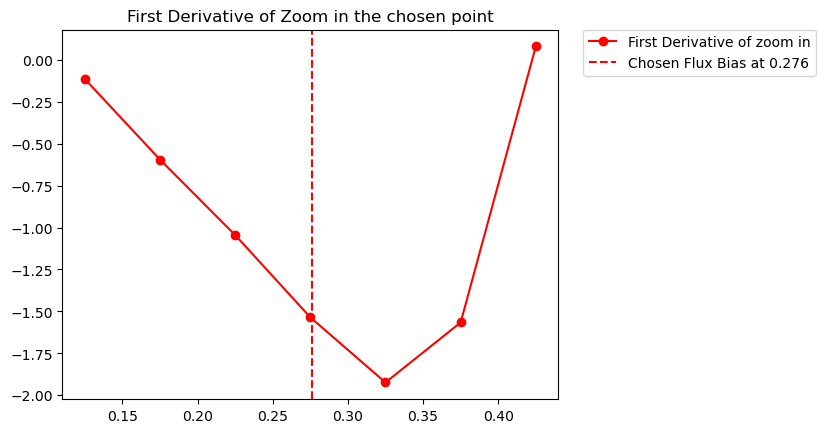 First Derivative of Zoom in the chosen point
First Derivative of zoom in
Chosen Flux Bias at 0.276
0.00
−0.25
−0.50
−0.75
−1.00
−1.25
−1.50
−1.75
−2.00
0.15 0.20 0.25 0.30 0.35 0.40